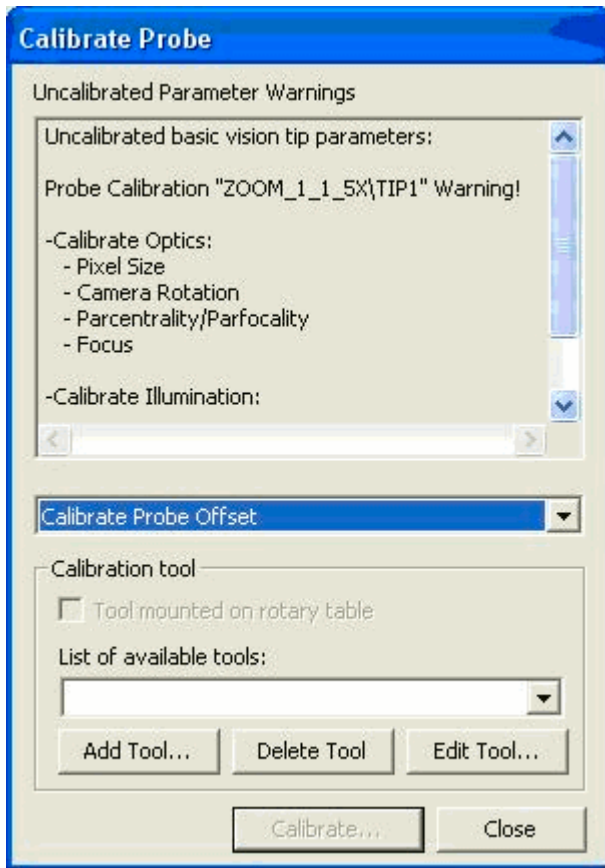 Calibrate Probe
Uncalibrated Parameter Warnings
Uncalibrated basic vision tip parameters:
Probe Calibration "ZOOM_1_1_5X\TIP1" Warning!
-Calibrate Optics:
- Pixel Size
- Camera Rotation
- Parcentrality/Parfocality
- Focus
-Calibrate Illumination:
Calibrate Probe Offset
Calibration tool
Tool mounted on rotary table
List of available tools:
Add Tool... Delete Tool Edit Tool...
Calibrate... Close